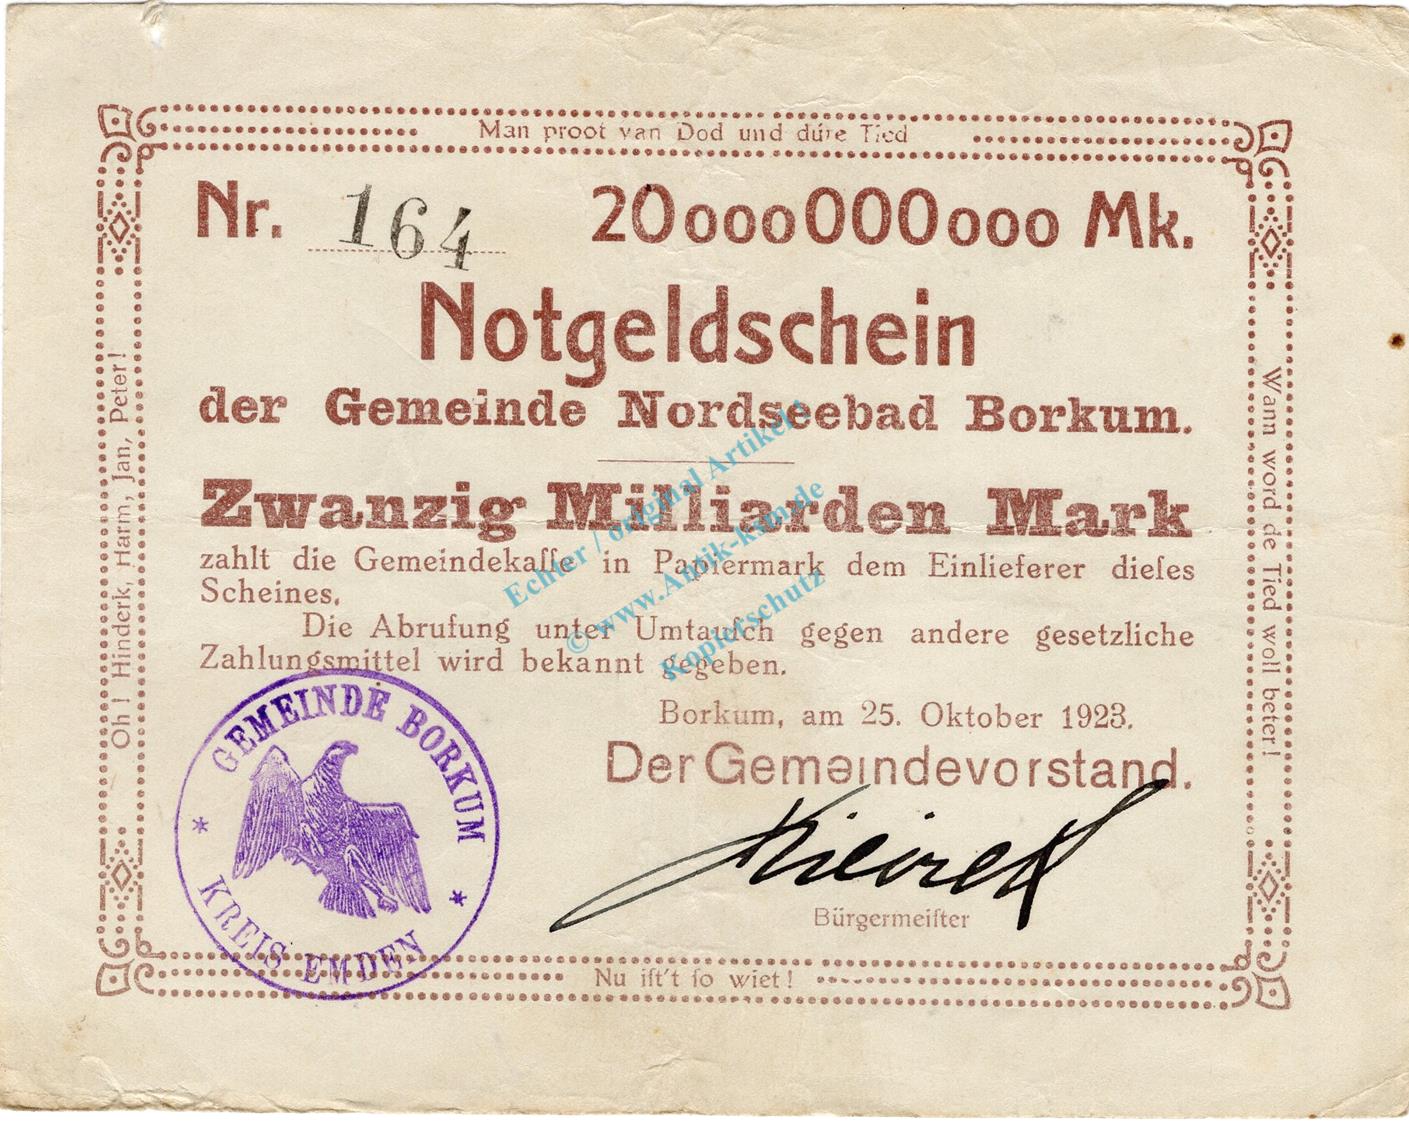 Man proot van Dod und düre Tied
Nr. 164 20000000000 Mk.
Notgeldschein
der Gemeinde Nordseebad Borkum.
Zwanzig Milliarden Mark
zahlt die Gemeindekaſſe in Papiermark dem Einlieferer dieſes
Scheines.
Die Abrufung unter Umtauſch gegen andere gesetzliche
Zahlungsmittel wird bekannt gegeben.
Borkum, am 25. Oktober 1923.
Der Gemeindevorstand.
Bürgermeiſter
Nu iſt't ſo wiet!
Oh! Hinderk, Harm, Jan, Peter!
Wann word de Tied woll beter!
GEMEINDE BORKUM
* KREIS EMDEN *
Echter / original Artikel!
© www.Antik-ksm.de
Kopierschutz